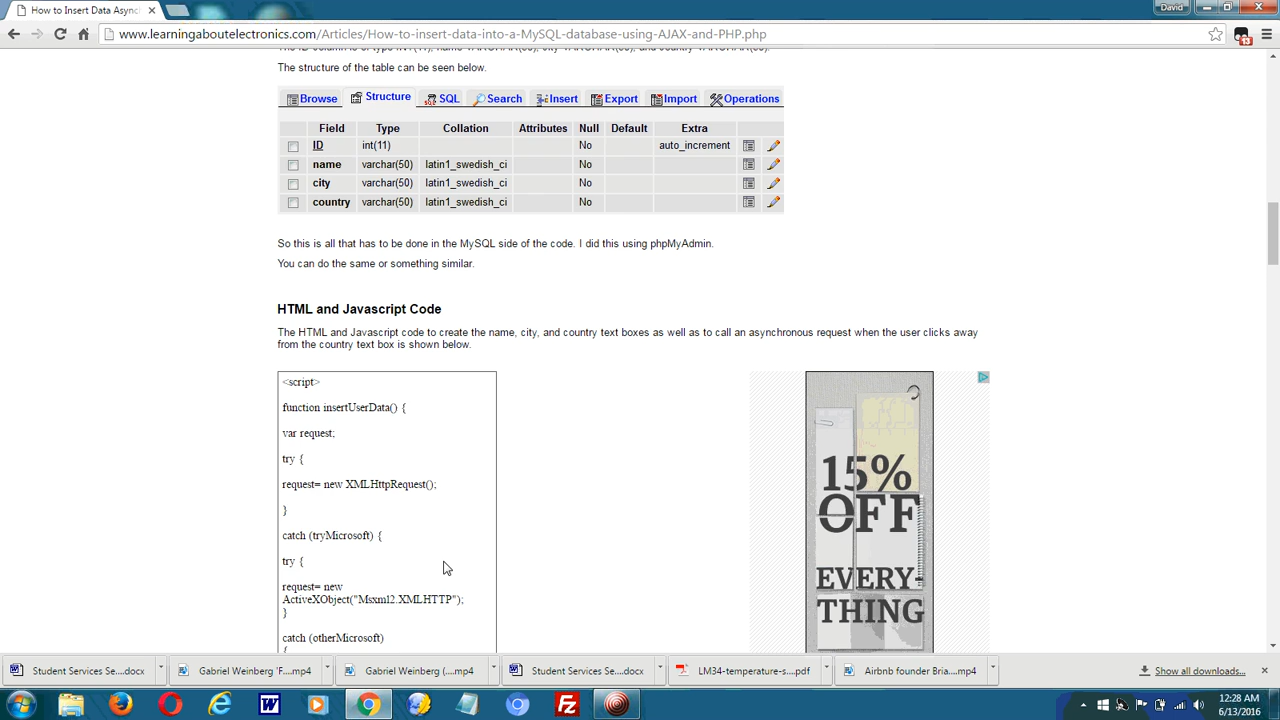 How to Insert Data Asynch
David
www.learningaboutelectronics.com/Articles/How-to-insert-data-into-a-MySQL-database-using-AJAX-and-PHP.php
13
The structure of the table can be seen below.
Browse Structure SQL Search Insert Export Import Operations
Field Type Collation Attributes Null Default Extra
ID int(11) No auto_increment
name varchar(50) latin1_swedish_ci No
city varchar(50) latin1_swedish_ci No
country varchar(50) latin1_swedish_ci No
So this is all that has to be done in the MySQL side of the code. I did this using phpMyAdmin.
You can do the same or something similar.
HTML and Javascript Code
The HTML and Javascript code to create the name, city, and country text boxes as well as to call an asynchronous request when the user clicks away
from the country text box is shown below.
<script>
function insertUserData() {
var request;
try {
request= new XMLHttpRequest();
}
catch (tryMicrosoft) {
try {
request= new
ActiveXObject("Msxml2.XMLHTTP");
}
catch (otherMicrosoft)
{
15%
OFF
EVERY-
THING
Student Services Se....docx
Gabriel Weinberg 'F....mp4
Gabriel Weinberg (....mp4
Student Services Se....docx
LM34-temperature-s....pdf
Airbnb founder Bria....mp4
Show all downloads...
12:28 AM
6/13/2016